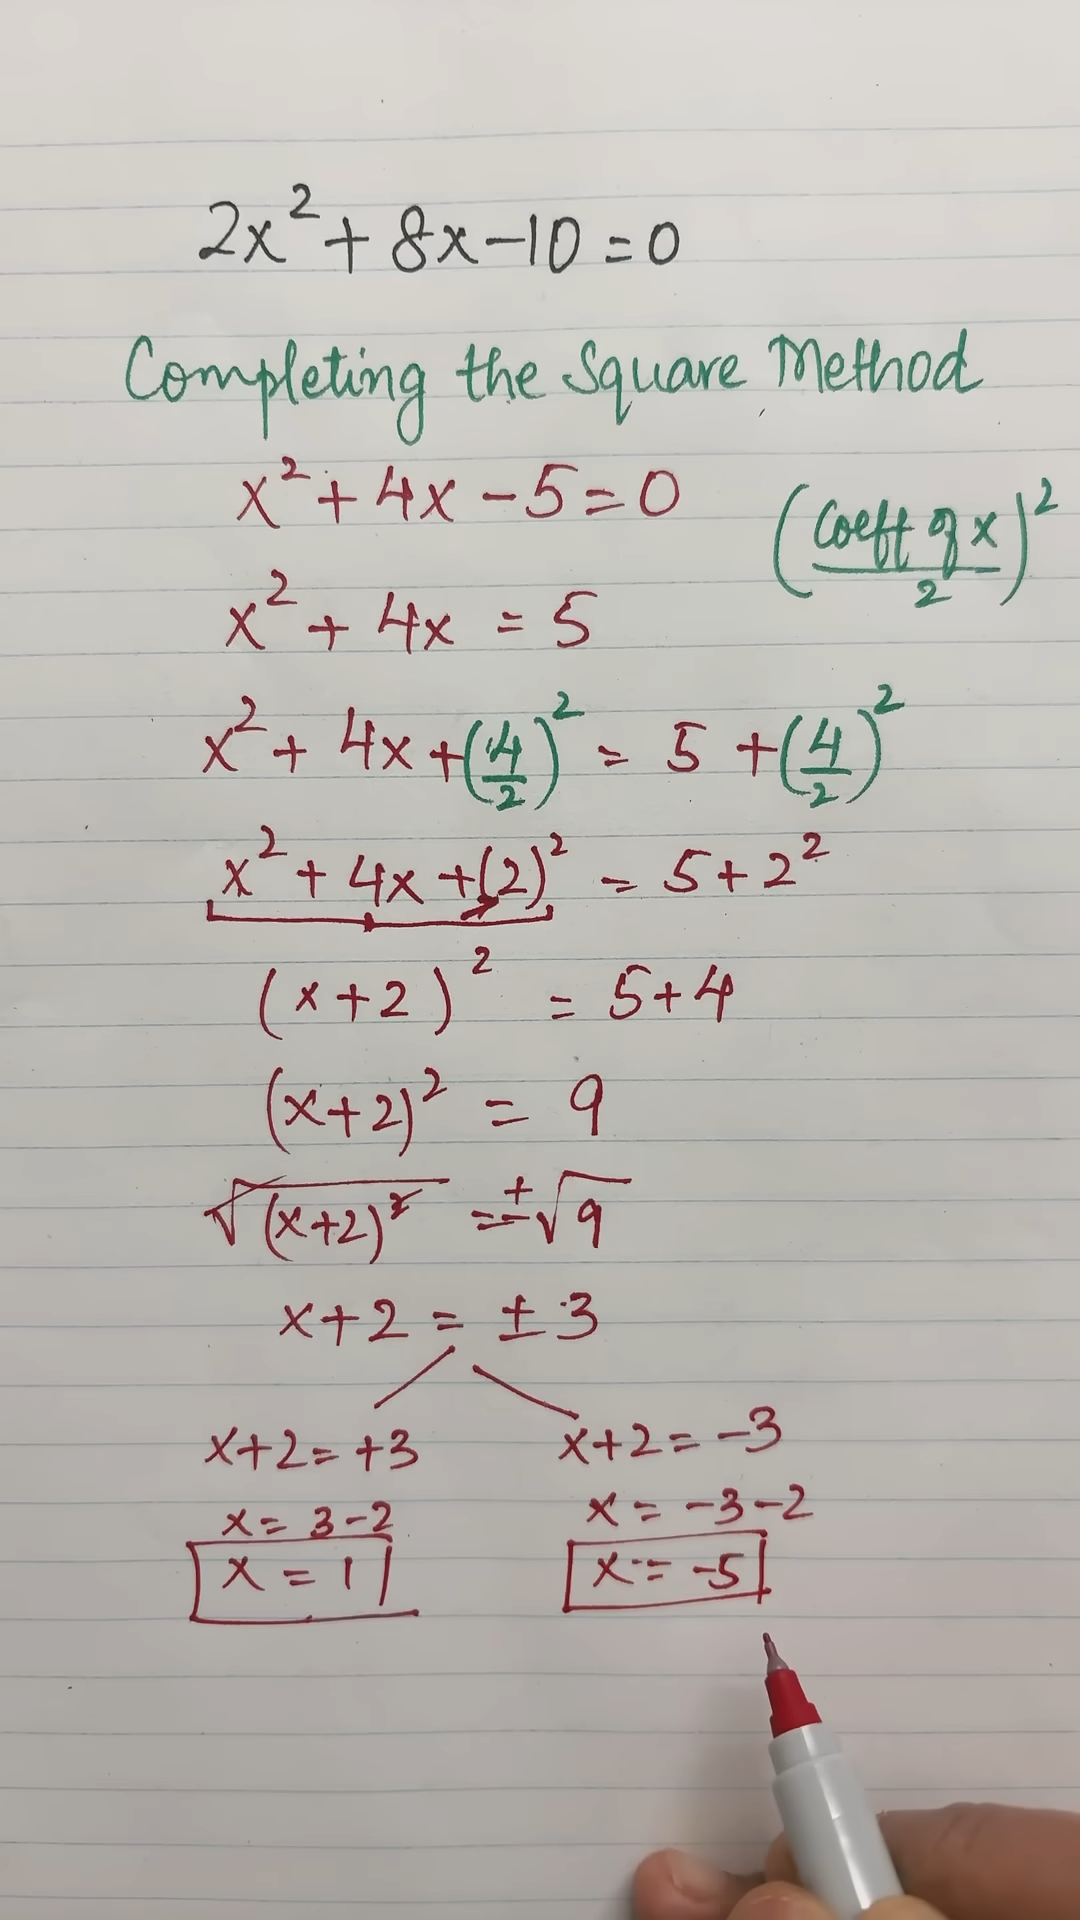 2x² + 8x - 10 = 0
Completing the Square Method
x² + 4x - 5 = 0
(Coeff of x / 2)²
x² + 4x = 5
x² + 4x + (4/2)² = 5 + (4/2)²
x² + 4x + (2)² = 5 + 2²
(x + 2)² = 5 + 4
(x + 2)² = 9
√(x + 2)² = ±√9
x + 2 = ± 3
x + 2 = +3    x + 2 = -3
x = 3 - 2    x = -3 - 2
x = 1    x = -5